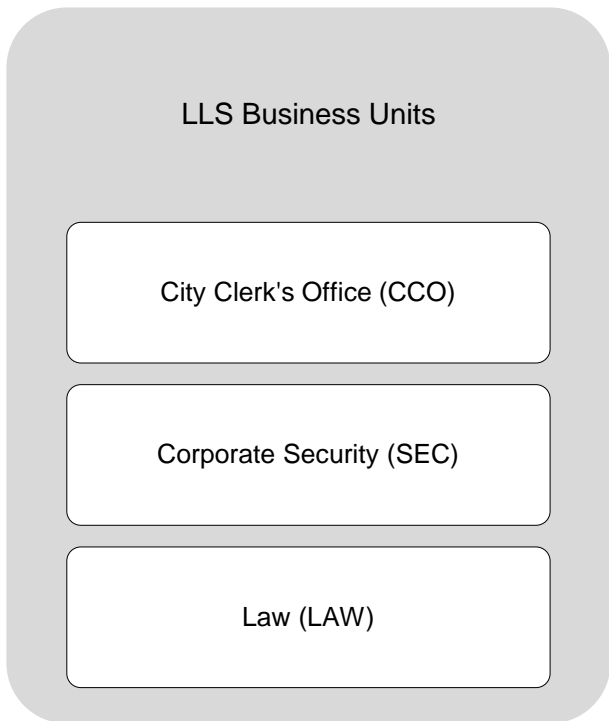 LLS Business Units
City Clerk's Office (CCO)
Corporate Security (SEC)
Law (LAW)